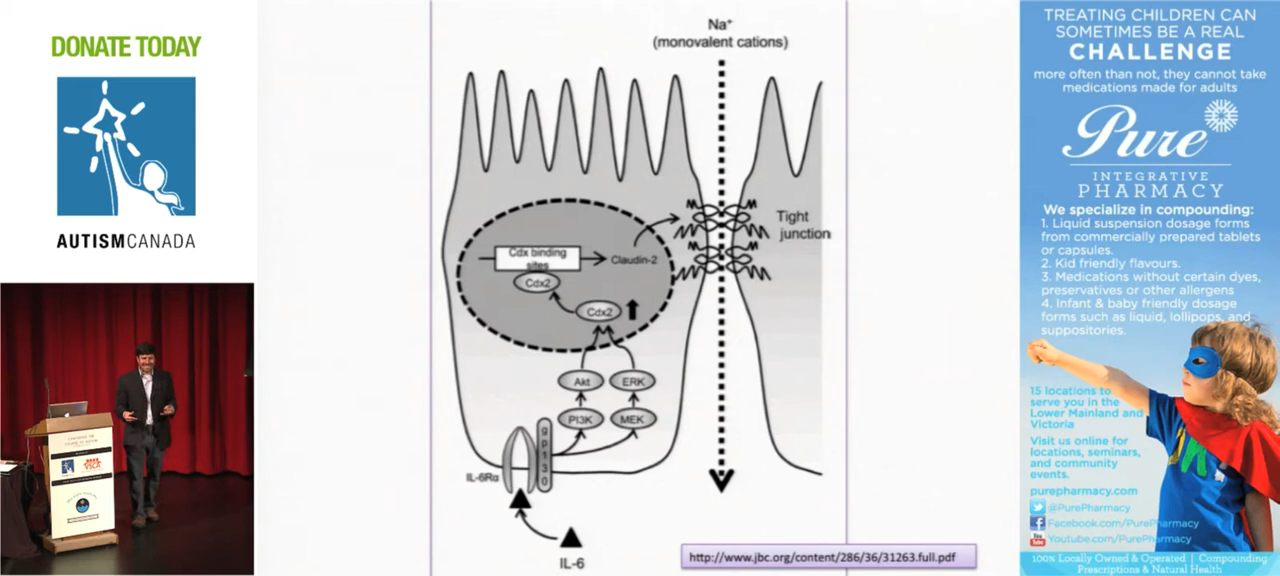 DONATE TODAY
AUTISMCANADA
Na⁺
(monovalent cations)
Tight
junction
Cdx binding
sites
Claudin-2
Cdx2
Cdx2
Akt
ERK
PI3K
MEK
gp130
IL-6Rα
IL-6
http://www.jbc.org/content/286/36/31263.full.pdf
TREATING CHILDREN CAN
SOMETIMES BE A REAL
CHALLENGE
more often than not, they cannot take
medications made for adults
Pure
INTEGRATIVE
PHARMACY
We specialize in compounding:
1. Liquid suspension dosage forms
from commercially prepared tablets
or capsules.
2. Kid friendly flavours.
3. Medications without certain dyes,
preservatives or other allergens
4. Infant & baby friendly dosage
forms such as liquid, lollipops, and
suppositories.
15 locations to
serve you in the
Lower Mainland and
Victoria
Visit us online for
locations, seminars,
and community
events.
purepharmacy.com
@PurePharmacy
Facebook.com/PurePharmacy
You
Tube
Youtube.com/PurePharmacy
100% Locally Owned & Operated | Compounding
Prescriptions & Natural Health